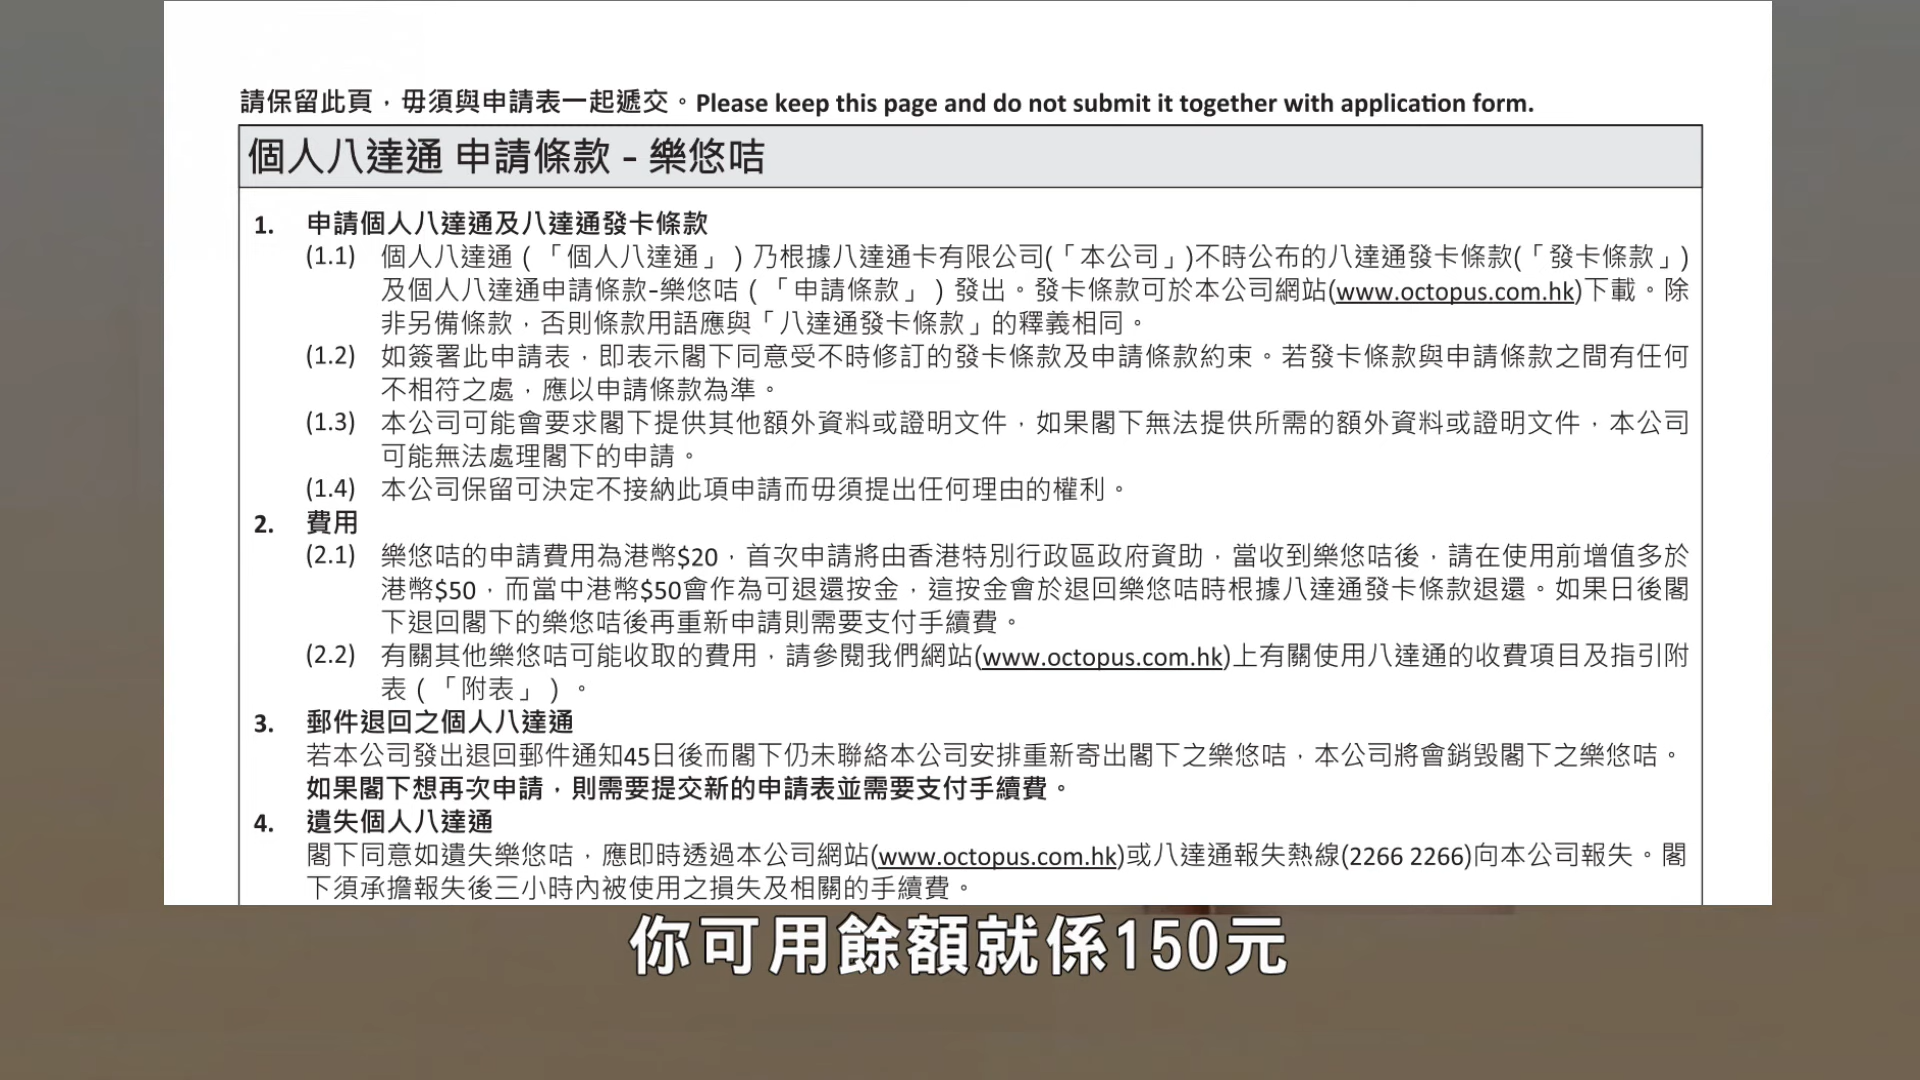 請保留此頁，毋須與申請表一起遞交。Please keep this page and do not submit it together with application form.
個人八達通 申請條款 - 樂悠咭
1. 申請個人八達通及八達通發卡條款
(1.1) 個人八達通（「個人八達通」）乃根據八達通卡有限公司(「本公司」)不時公布的八達通發卡條款(「發卡條款」)
及個人八達通申請條款-樂悠咭（「申請條款」）發出。發卡條款可於本公司網站(www.octopus.com.hk)下載。除
非另備條款，否則條款用語應與「八達通發卡條款」的釋義相同。
(1.2) 如簽署此申請表，即表示閣下同意受不時修訂的發卡條款及申請條款約束。若發卡條款與申請條款之間有任何
不相符之處，應以申請條款為準。
(1.3) 本公司可能會要求閣下提供其他額外資料或證明文件，如果閣下無法提供所需的額外資料或證明文件，本公司
可能無法處理閣下的申請。
(1.4) 本公司保留可決定不接納此項申請而毋須提出任何理由的權利。
2. 費用
(2.1) 樂悠咭的申請費用為港幣$20，首次申請將由香港特別行政區政府資助，當收到樂悠咭後，請在使用前增值多於
港幣$50，而當中港幣$50會作為可退還按金，這按金會於退回樂悠咭時根據八達通發卡條款退還。如果日後閣
下退回閣下的樂悠咭後再重新申請則需要支付手續費。
(2.2) 有關其他樂悠咭可能收取的費用，請參閱我們網站(www.octopus.com.hk)上有關使用八達通的收費項目及指引附
表（「附表」）。
3. 郵件退回之個人八達通
若本公司發出退回郵件通知45日後而閣下仍未聯絡本公司安排重新寄出閣下之樂悠咭，本公司將會銷毀閣下之樂悠咭。
如果閣下想再次申請，則需要提交新的申請表並需要支付手續費。
4. 遺失個人八達通
閣下同意如遺失樂悠咭，應即時透過本公司網站(www.octopus.com.hk)或八達通報失熱線(2266 2266)向本公司報失。閣
下須承擔報失後三小時內被使用之損失及相關的手續費。
你可用餘額就係150元